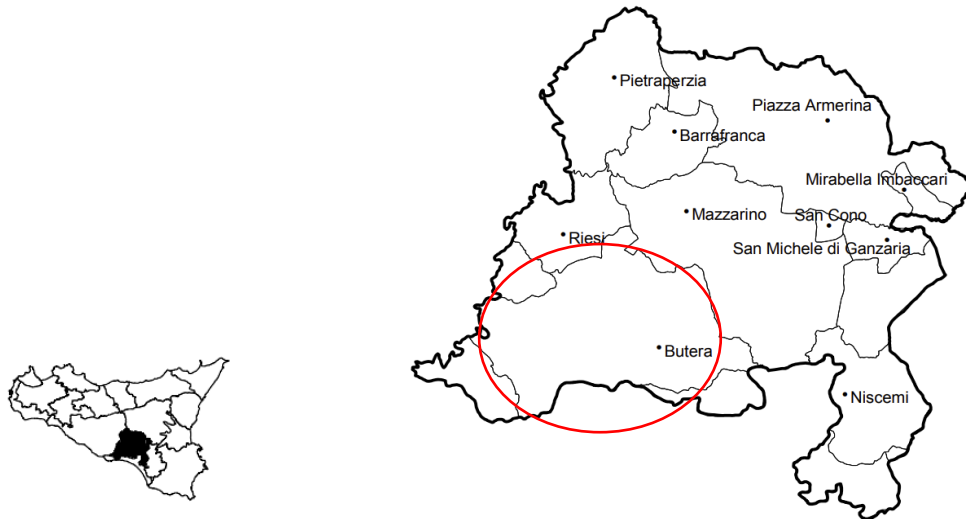 Pietraperzia
Piazza Armerina
Barrafranca
Mirabella Imbaccari
Mazzarino
San Cono
Riesi
San Michele di Ganzaria
Butera
Niscemi